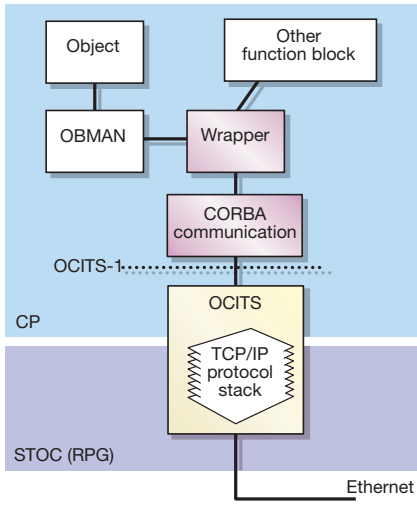 Object
Other
function block
OBMAN
Wrapper
CORBA
communication
OCITS-1
OCITS
CP
TCP/IP
protocol
stack
STOC (RPG)
Ethernet